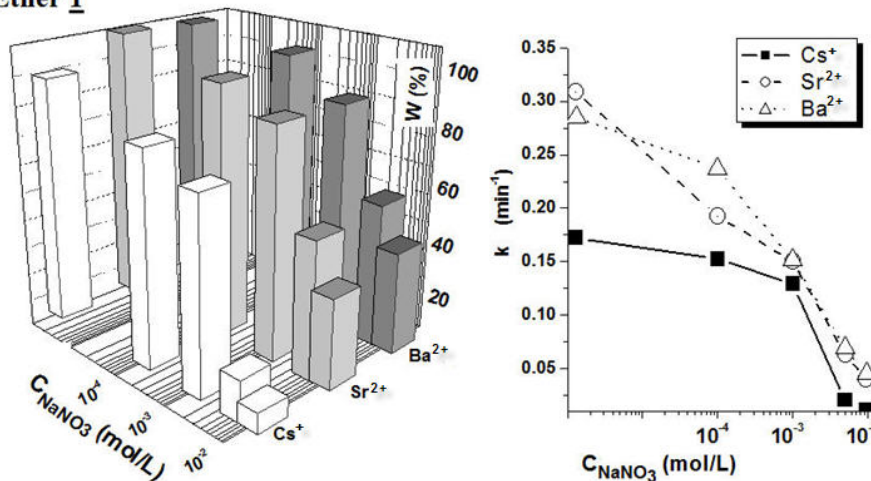 Ether 1
100
80
60
40
20
W (%)
10⁻⁴
10⁻³
10⁻²
C_NaNO₃ (mol/L)
Cs⁺
Sr²⁺
Ba²⁺
0.35
0.30
0.25
0.20
0.15
0.10
0.05
k (min⁻¹)
Cs⁺
Sr²⁺
Ba²⁺
10⁻⁴
10⁻³
C_NaNO₃ (mol/L)